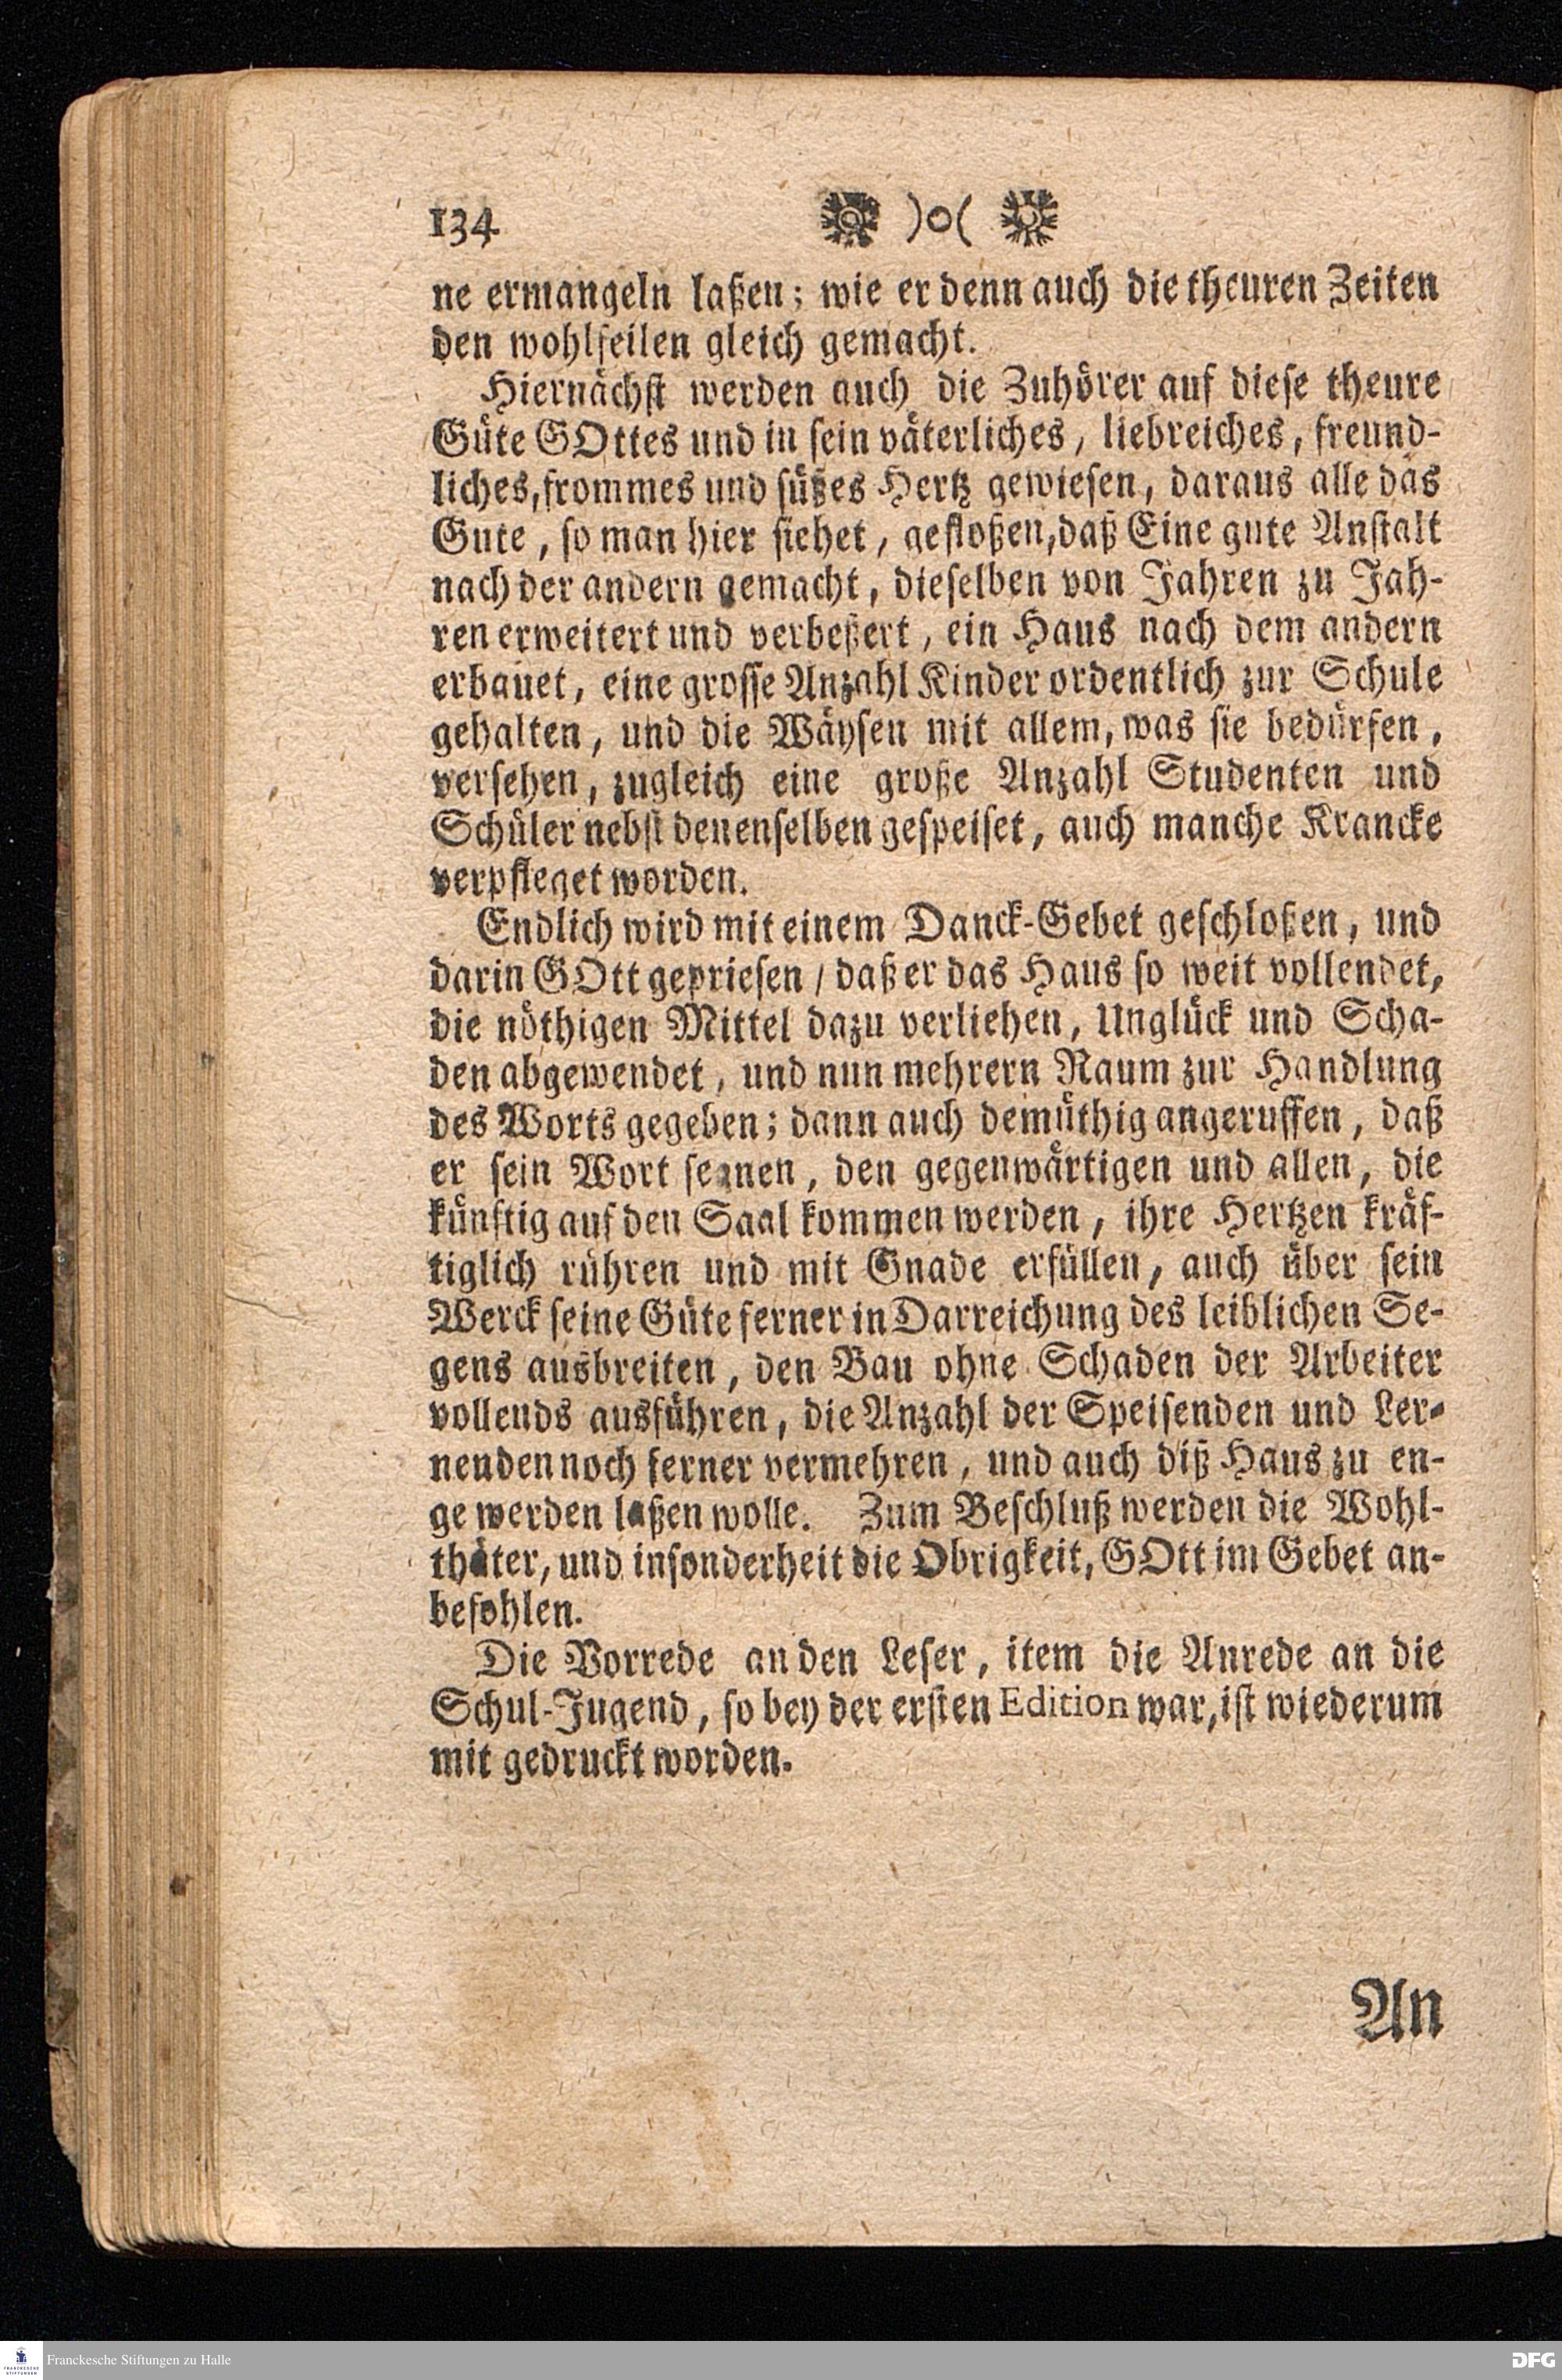 134 )o(
ne ermangeln laßen; wie er denn auch die theuren Zeiten
den wohlfeilen gleich gemacht.
Hiernächst werden auch die Zuhörer auf diese theure
Güte GOttes und in sein väterliches, liebreiches, freund-
liches, frommes und süßes Hertz gewiesen, daraus alle das
Gute, so man hier siehet, gefloßen, daß Eine gute Anstalt
nach der andern gemacht, dieselben von Jahren zu Jah-
ren erweitert und verbeßert, ein Haus nach dem andern
erbauet, eine grosse Anzahl Kinder ordentlich zur Schule
gehalten, und die Wäysen mit allem, was sie bedürfen,
versehen, zugleich eine große Anzahl Studenten und
Schüler nebst denenselben gespeiset, auch manche Krancke
verpfleget worden.
Endlich wird mit einem Danck-Gebet geschloßen, und
darin GOtt gepriesen / daß er das Haus so weit vollendet,
die nöthigen Mittel dazu verliehen, Unglück und Scha-
den abgewendet, und nun mehrern Raum zur Handlung
des Worts gegeben; dann auch demüthig angeruffen, daß
er sein Wort segnen, den gegenwärtigen und allen, die
künftig auf den Saal kommen werden, ihre Hertzen kräf-
tiglich rühren und mit Gnade erfüllen, auch über sein
Werck seine Güte ferner in Darreichung des leiblichen Se-
gens ausbreiten, den Bau ohne Schaden der Arbeiter
vollends ausführen, die Anzahl der Speisenden und Ler-
nenden noch ferner vermehren, und auch diß Haus zu en-
ge werden laßen wolle. Zum Beschluß werden die Wohl-
thäter, und insonderheit die Obrigkeit, GOtt im Gebet an-
befohlen.
Die Vorrede an den Leser, item die Anrede an die
Schul-Jugend, so bey der ersten Edition war, ist wiederum
mit gedruckt worden.
An
FRANCKESCHE STIFTUNGEN
Franckesche Stiftungen zu Halle
DFG